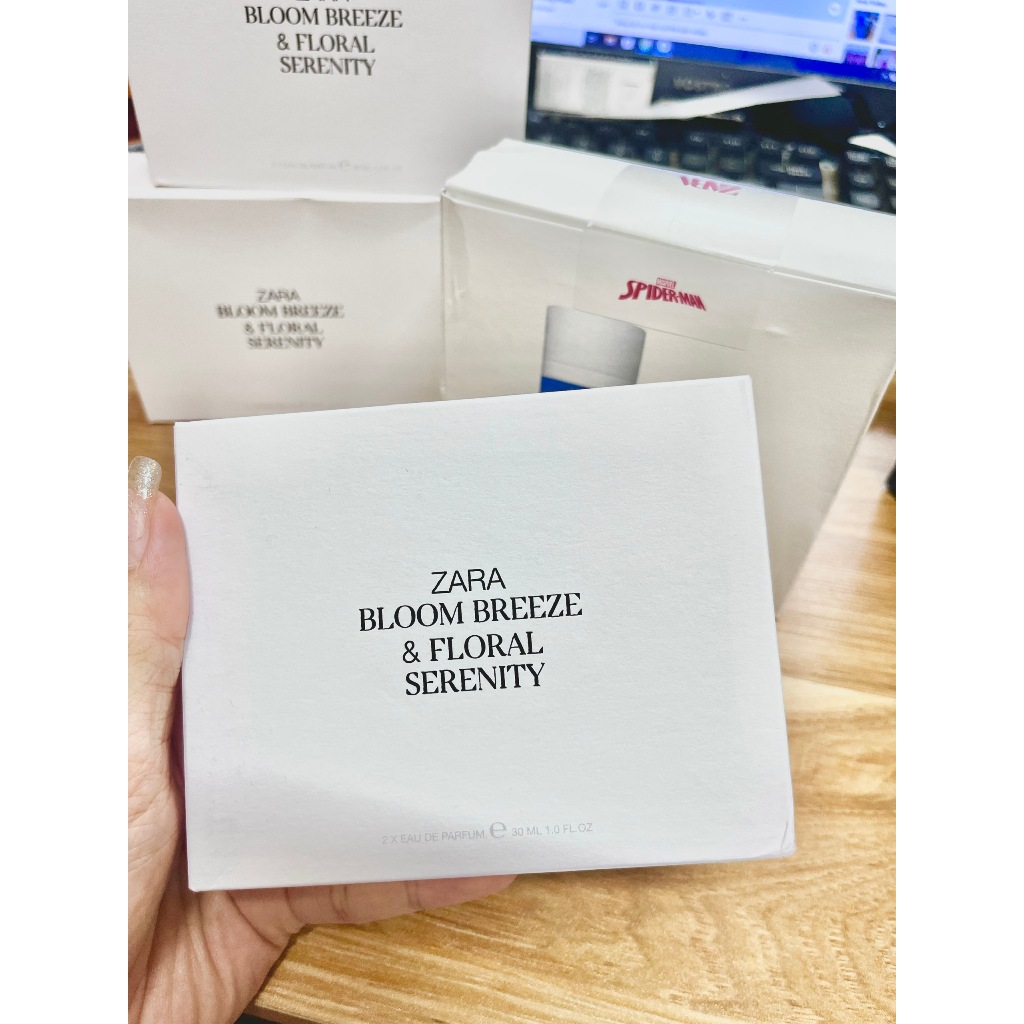 BLOOM BREEZE
& FLORAL
SERENITY
ZARA
BLOOM BREEZE
& FLORAL
SERENITY
MARVEL
SPIDER-MAN
ZARA
BLOOM BREEZE
& FLORAL
SERENITY
2 X EAU DE PARFUM ℮ 30 ML 1.0 FL.OZ